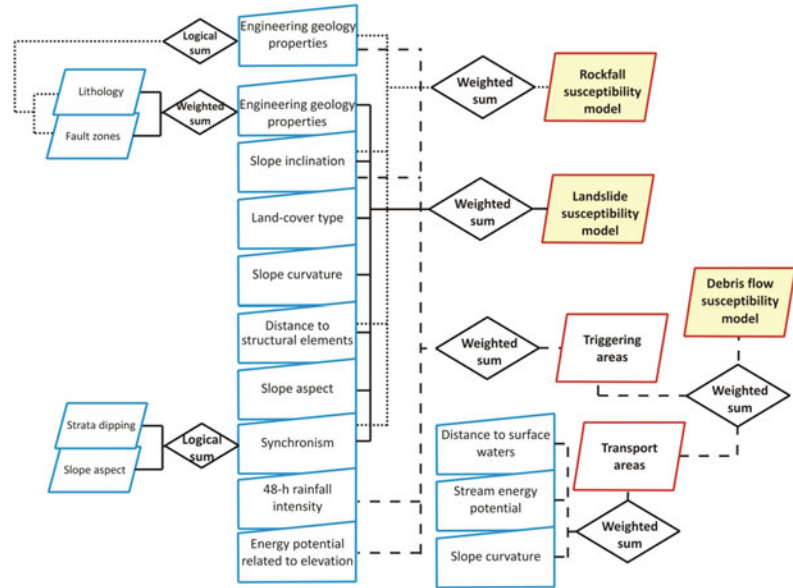 Logical
sum
Engineering geology
properties
Lithology
Fault zones
Weighted
sum
Engineering geology
properties
Slope inclination
Land-cover type
Slope curvature
Distance to
structural elements
Slope aspect
Strata dipping
Slope aspect
Logical
sum
Synchronism
48-h rainfall
intensity
Energy potential
related to elevation
Weighted
sum
Rockfall
susceptibility
model
Weighted
sum
Landslide
susceptibility
model
Debris flow
susceptibility
model
Weighted
sum
Triggering
areas
Weighted
sum
Distance to surface
waters
Stream energy
potential
Slope curvature
Transport
areas
Weighted
sum